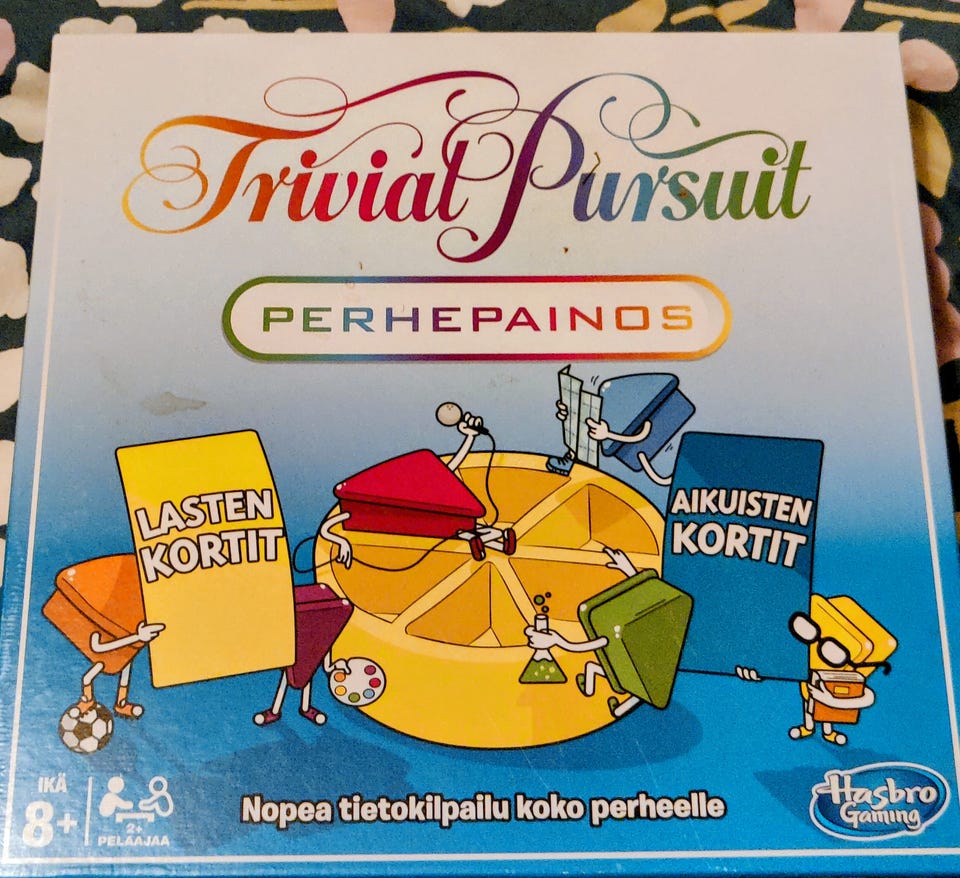 Trivial Pursuit
PERHEPAINOS
LASTEN
KORTIT
AIKUISTEN
KORTIT
IKÄ
8+
2+
PELAAJAA
Nopea tietokilpailu koko perheelle
Hasbro
Gaming